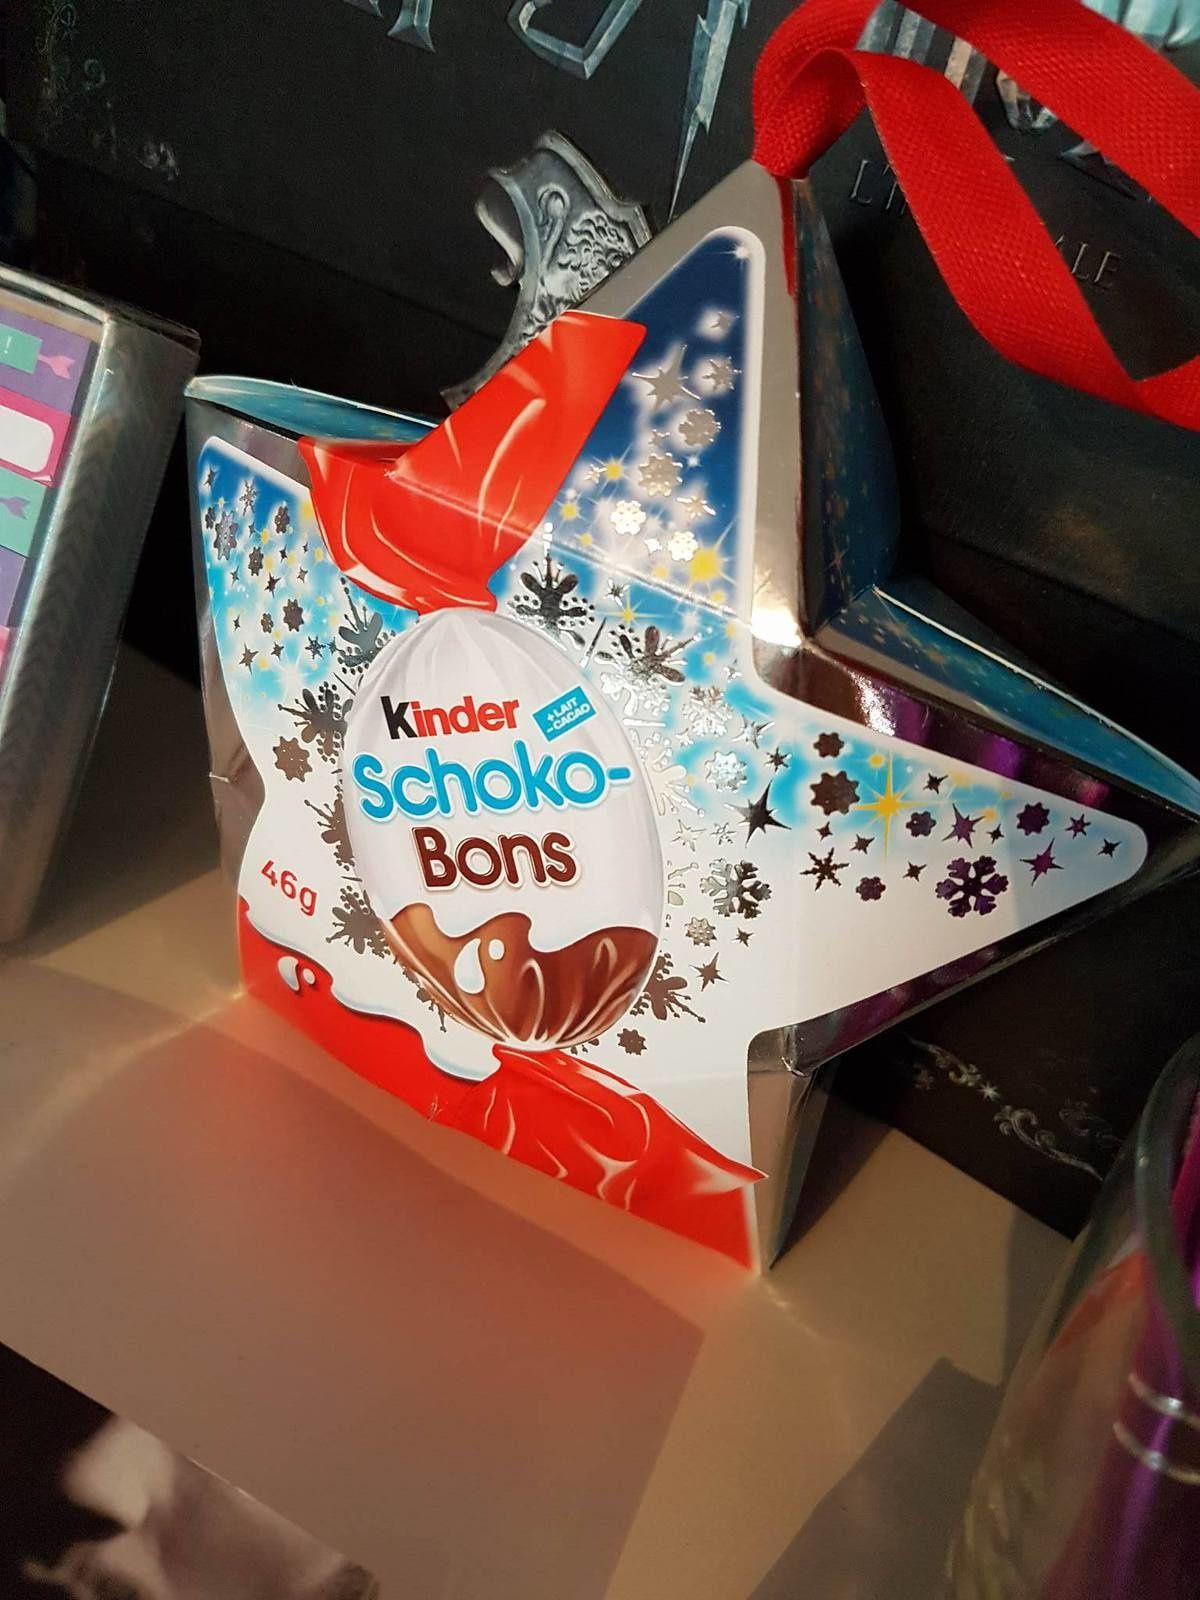 !
kinder
+ LAIT
- CACAO
Schoko-
Bons
46g